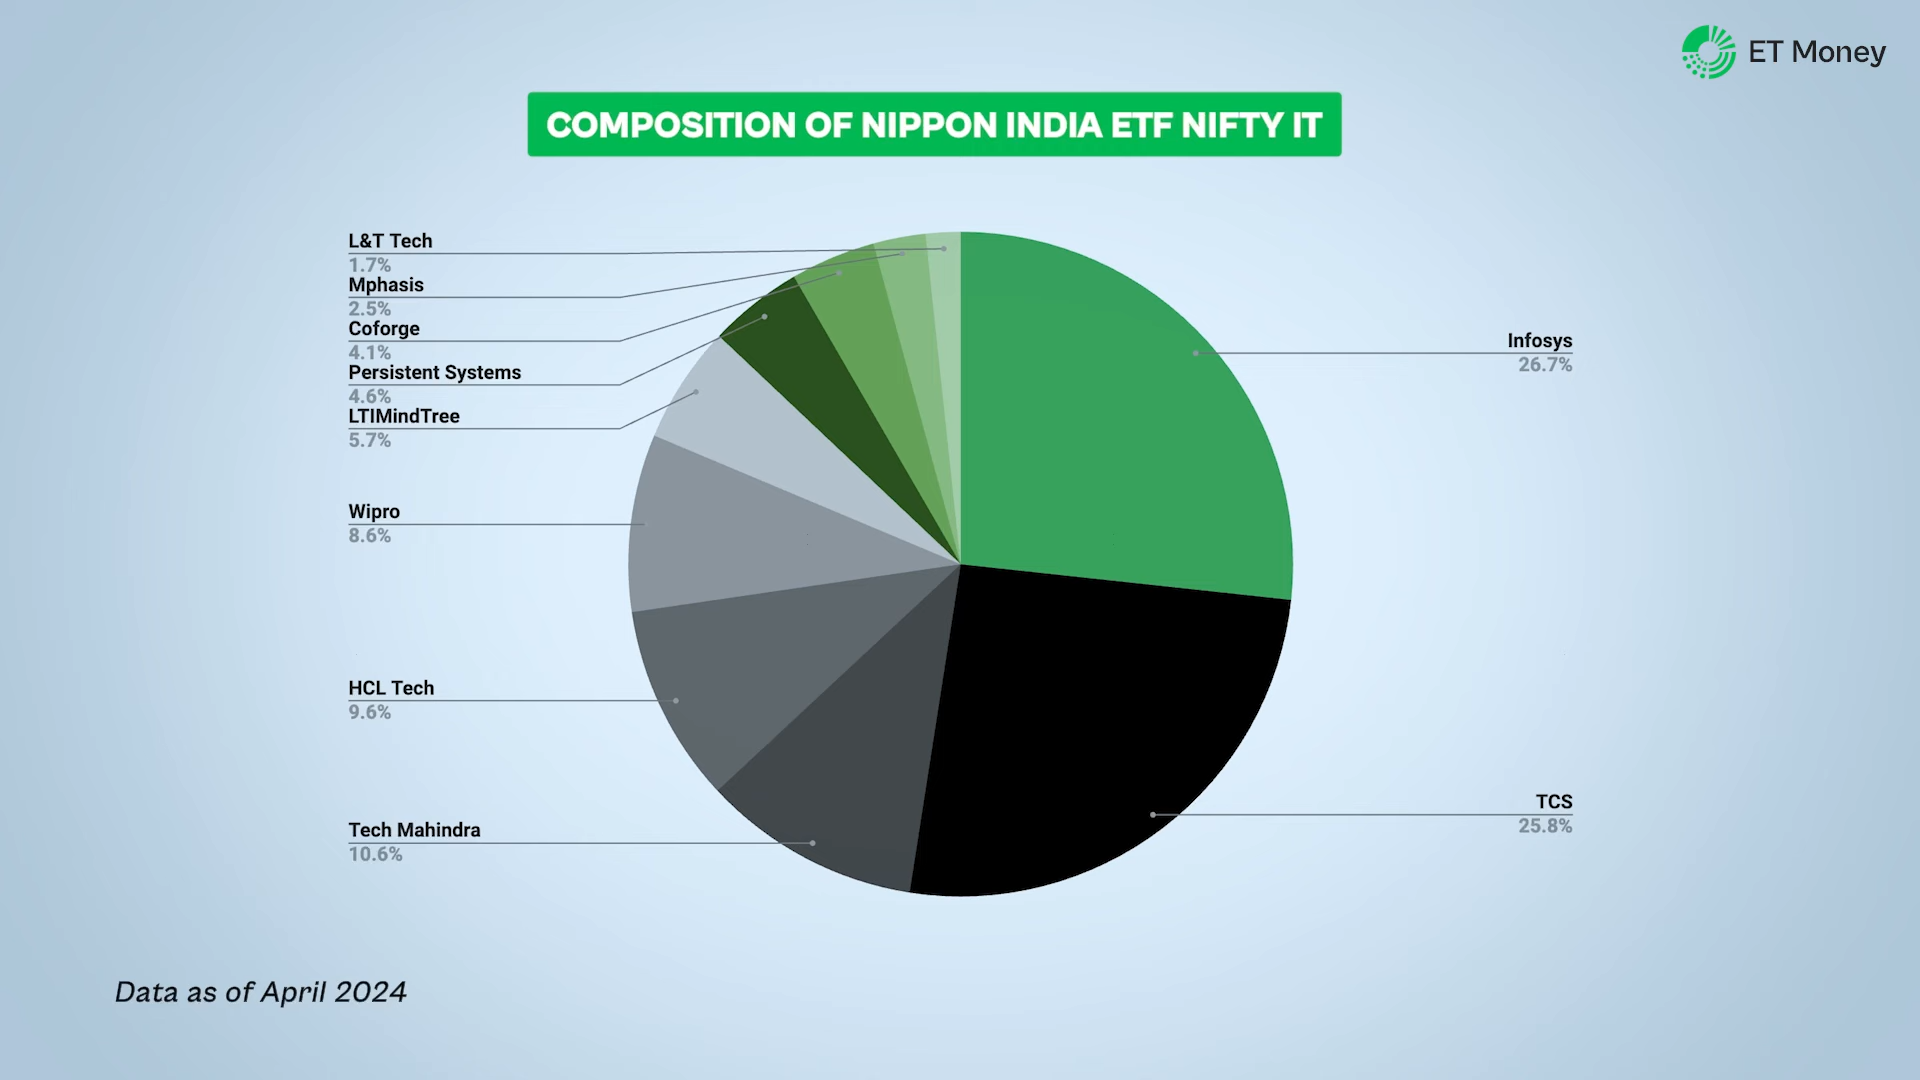 ET Money
COMPOSITION OF NIPPON INDIA ETF NIFTY IT
L&T Tech
1.7%
Mphasis
2.5%
Coforge
4.1%
Persistent Systems
4.6%
LTIMindTree
5.7%
Wipro
8.6%
HCL Tech
9.6%
Tech Mahindra
10.6%
Infosys
26.7%
TCS
25.8%
Data as of April 2024